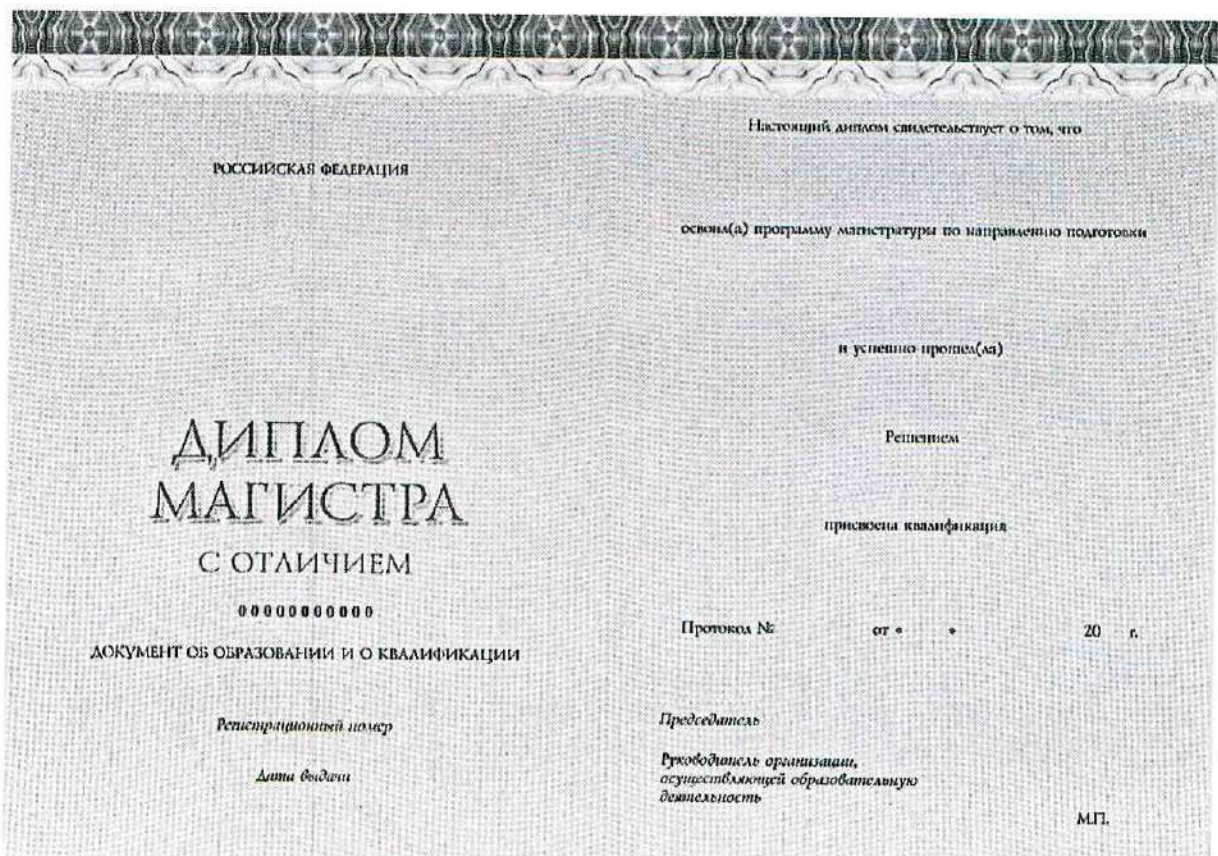 РОССИЙСКАЯ ФЕДЕРАЦИЯ
ДИПЛОМ
МАГИСТРА
С ОТЛИЧИЕМ
00000000000
ДОКУМЕНТ ОБ ОБРАЗОВАНИИ И О КВАЛИФИКАЦИИ
Регистрационный номер
Дата выдачи
Настоящий диплом свидетельствует о том, что
освоил(а) программу магистратуры по направлению подготовки
и успешно прошел(ла)
Решением
присвоена квалификация
Протокол № от « » 20 г.
Председатель
Руководитель организации,
осуществляющей образовательную
деятельность
М.П.